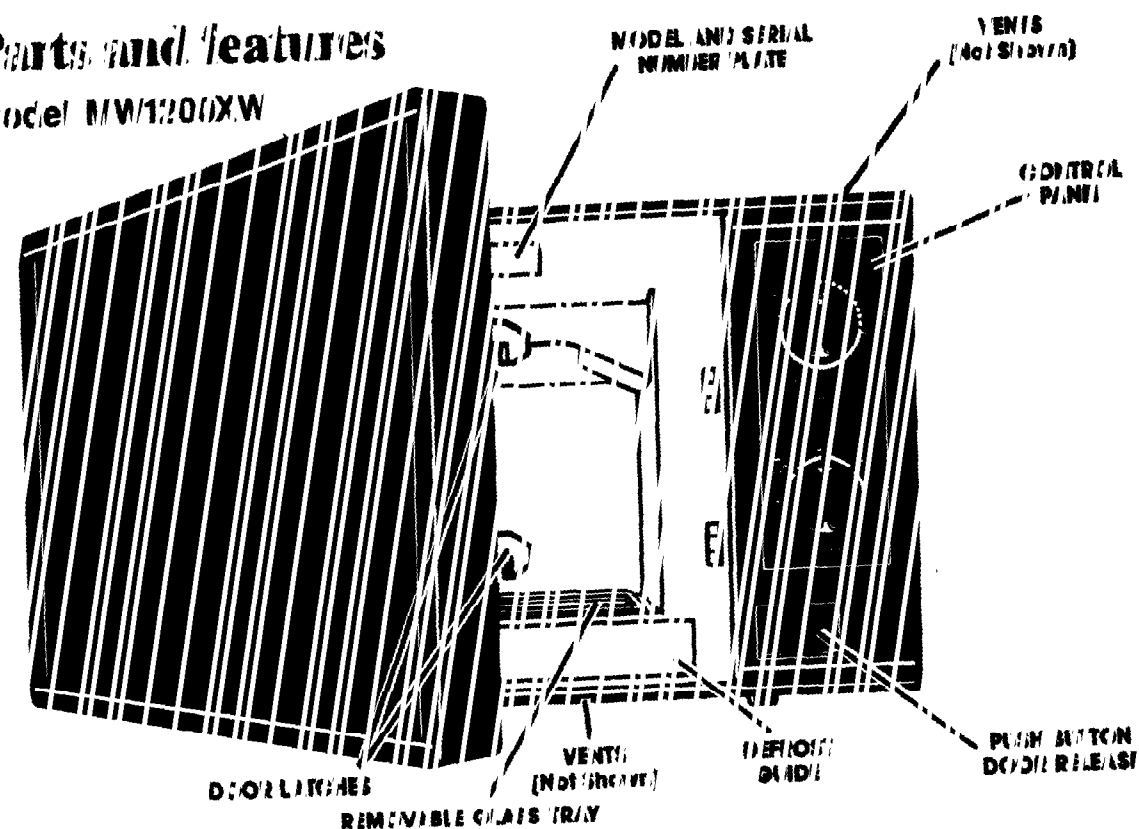 Parts and features
Model MW1200XW
MODEL AND SERIAL
NUMBER PLATE
VENTS
(Not Shown)
CONTROL
PANEL
DOOR LATCHES
REMOVABLE GLASS TRAY
VENTS
(Not Shown)
DEFROST
GUIDE
PUSH BUTTON
DOOR RELEASE